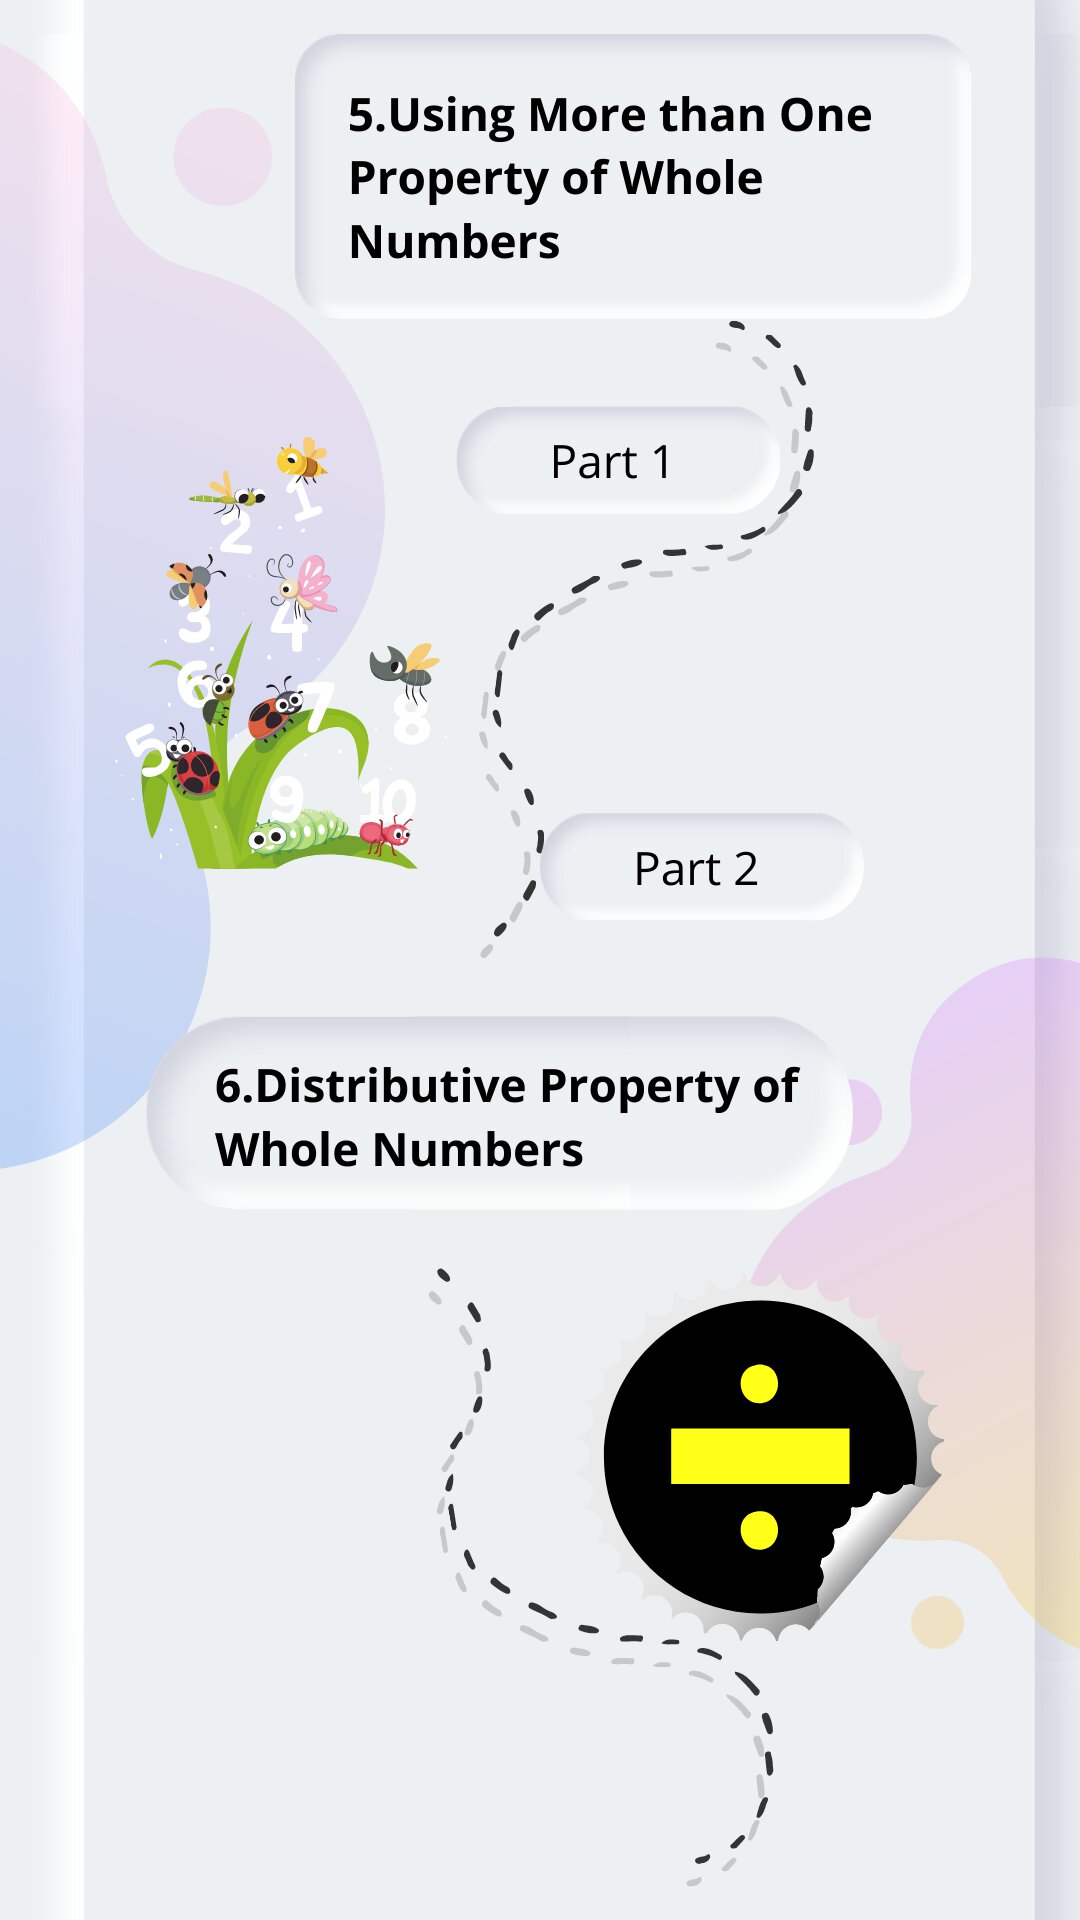 5.Using More than One
Property of Whole
Numbers
Part 1
1
2
3
4
6
7
8
5
9
10
Part 2
6.Distributive Property of
Whole Numbers
÷